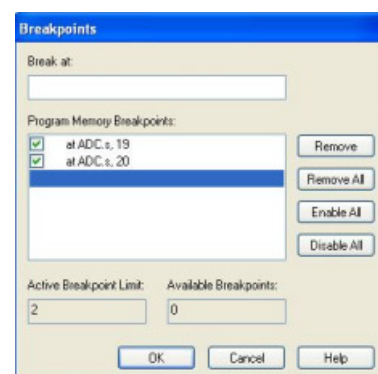 Breakpoints
Break at:
Program Memory Breakpoints:
at ADC.s, 19
at ADC.s, 20
Remove
Remove All
Enable All
Disable All
Active Breakpoint Limit: Available Breakpoints:
2 0
OK Cancel Help